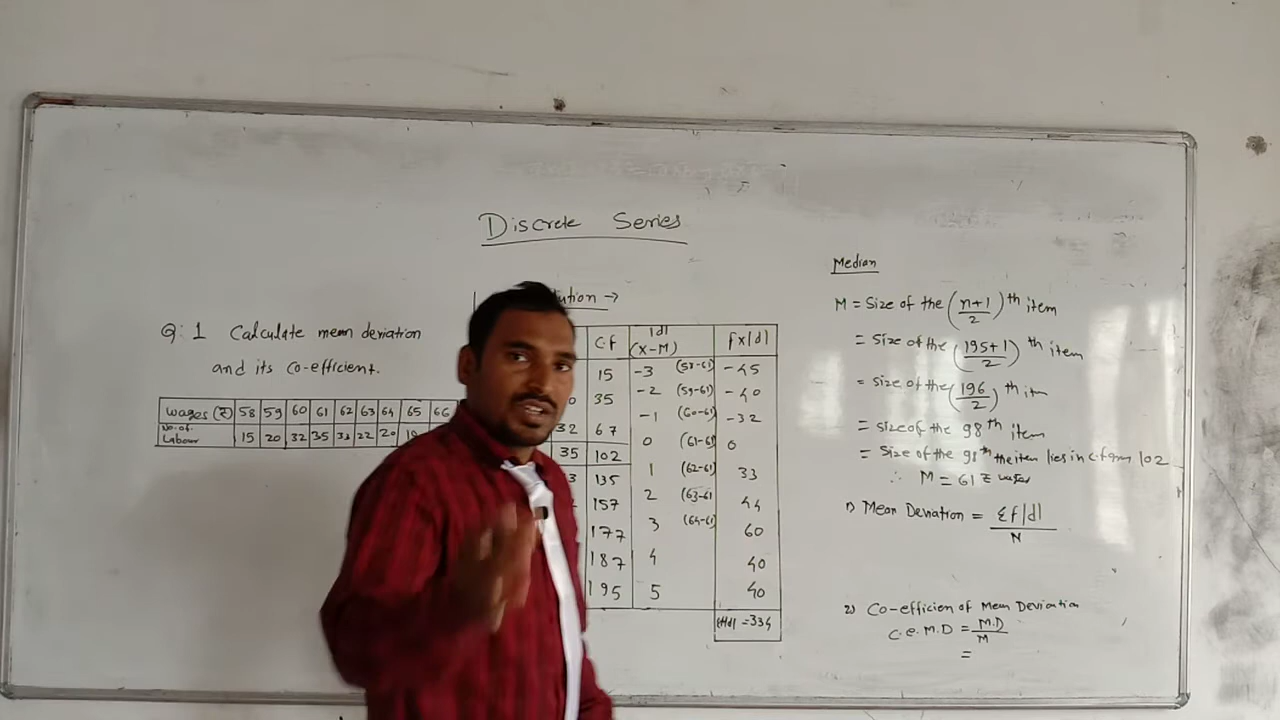 Discrete Series
ution →
Q: 1 Calculate mean deviation
and its co-efficient.
Wages (₹) 58 59 60 61 62 63 64 65 66
No. of. Labour 15 20 32 35 33 22 20
C.f |d| (X-M) f x |d|
15 -3 (58-61) -45
0 35 -2 (59-61) -40
32 67 -1 (60-61) -32
35 102 0 (61-61) 0
3 135 1 (62-61) 33
157 2 (63-61 44
177 3 (64-61) 60
187 4 40
195 5 40
=334
Median
M = Size of the (n+1/2)th item
= Size of the (195+1/2)th item
= Size of the (196/2)th itm
= size of the 98th item
= Size of the 98th the item lies in c.f 102
∴ M = 61 ₹
1) Mean Deviation = Σf|d|/N
2) Co-efficien of Mean Deviation
C.e.M.D = M.D/M
=